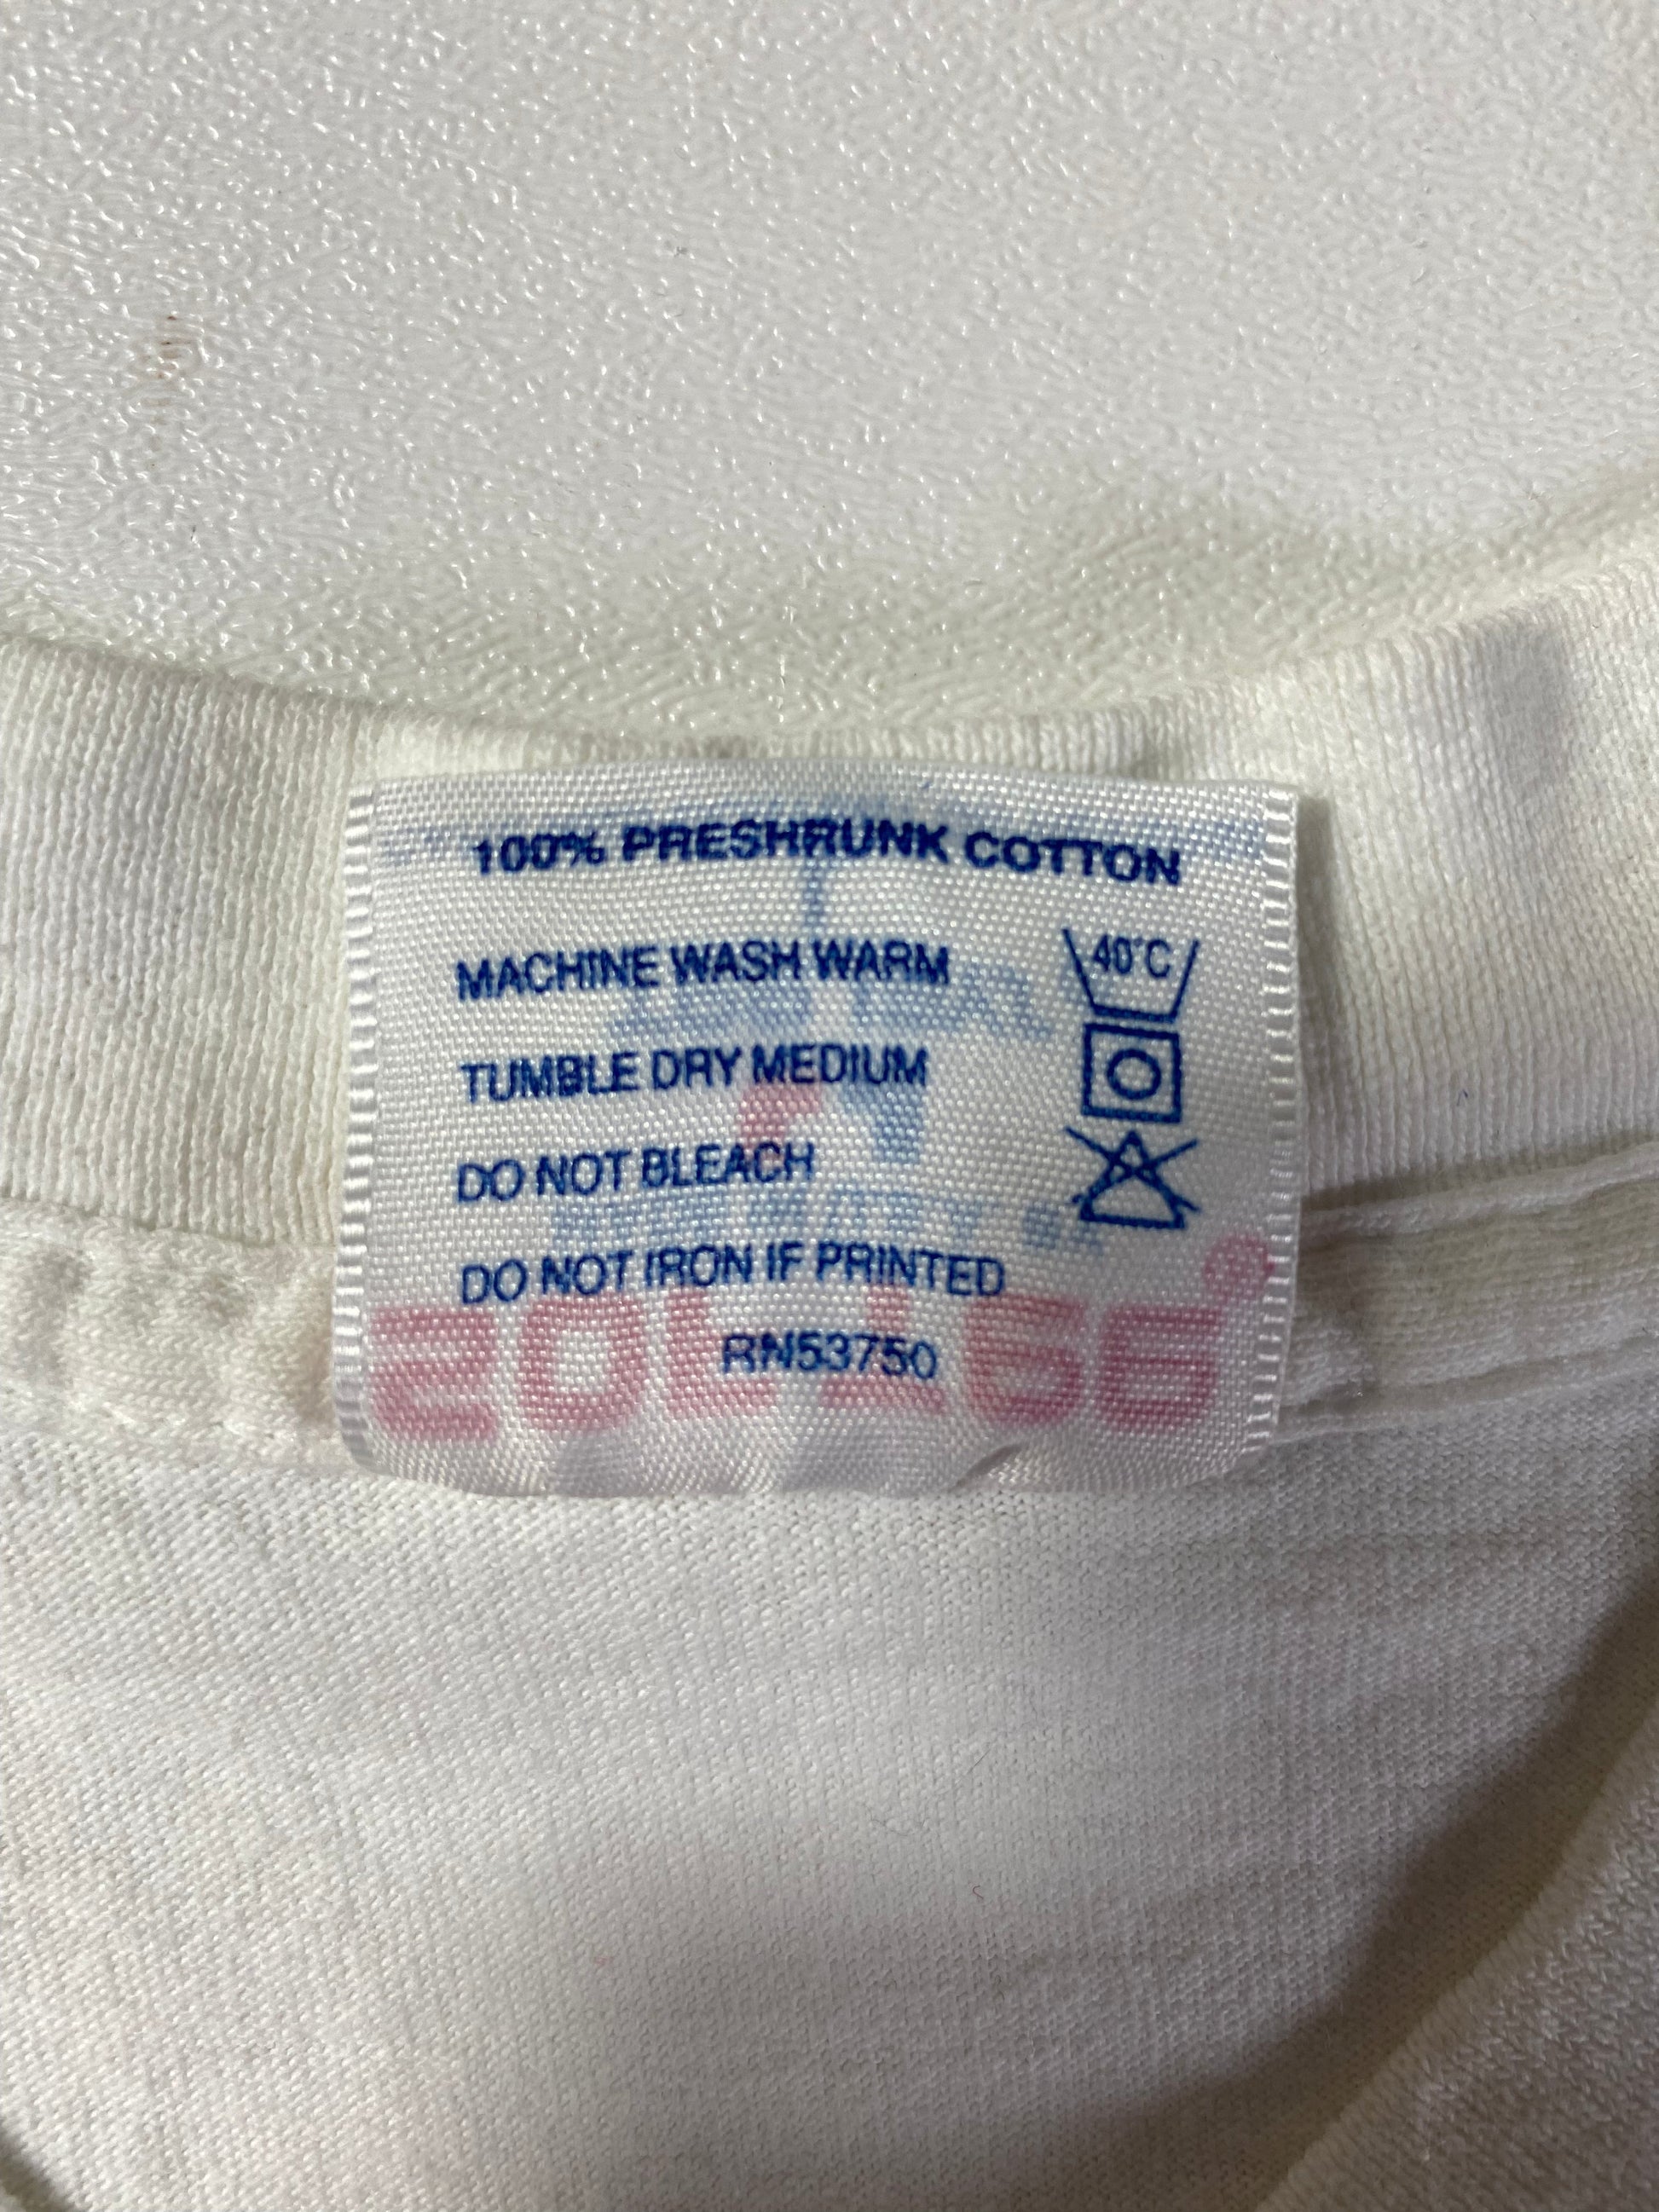 100% PRESHRUNK COTTON
MACHINE WASH WARM
40°C
TUMBLE DRY MEDIUM
DO NOT BLEACH
DO NOT IRON IF PRINTED
RN53750